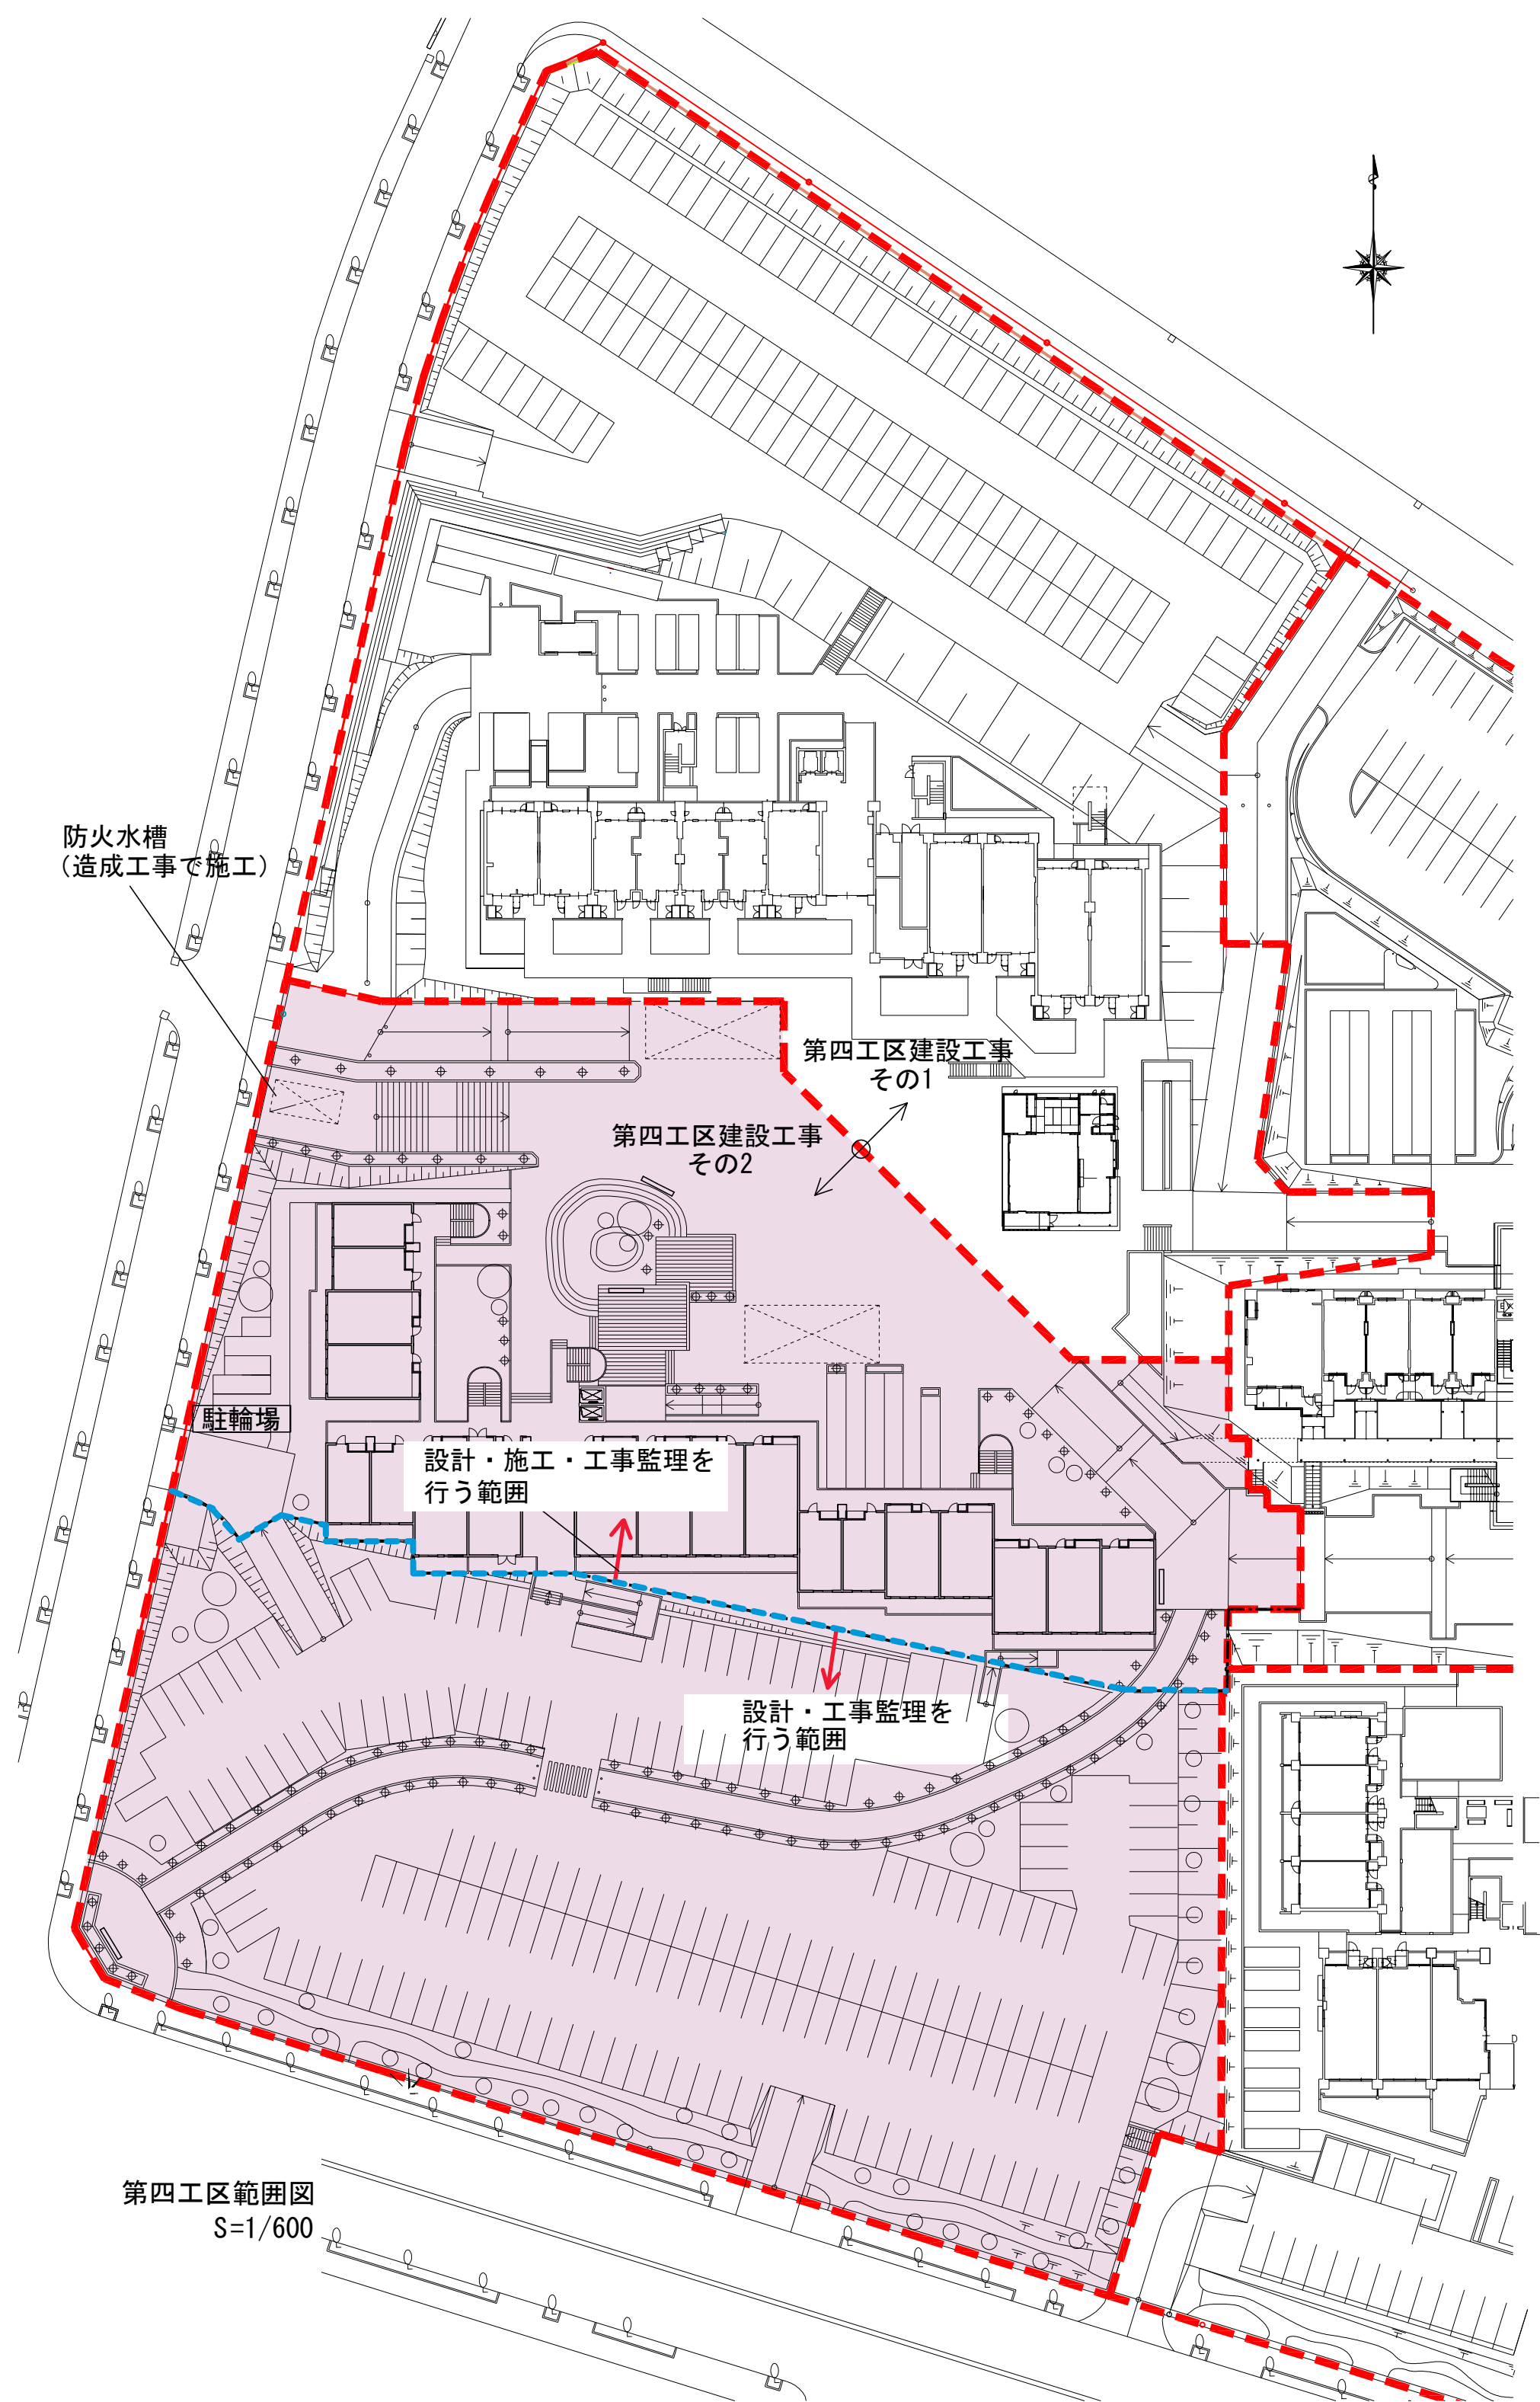 防火水槽
（造成工事で施工）
第四工区建設工事
その1
第四工区建設工事
その2
駐輪場
設計・施工・工事監理を
行う範囲
設計・工事監理を
行う範囲
第四工区範囲図
S=1/600